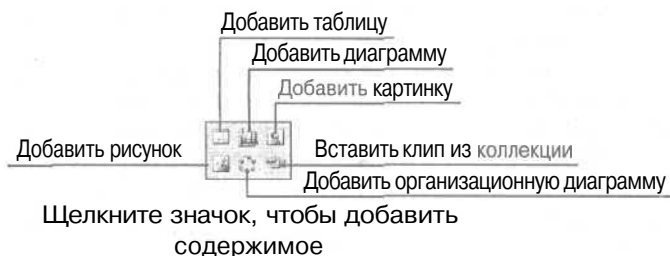 Добавить таблицу
Добавить диаграмму
Добавить картинку
Добавить рисунок
Вставить клип из коллекции
Добавить организационную диаграмму
Щелкните значок, чтобы добавить
содержимое